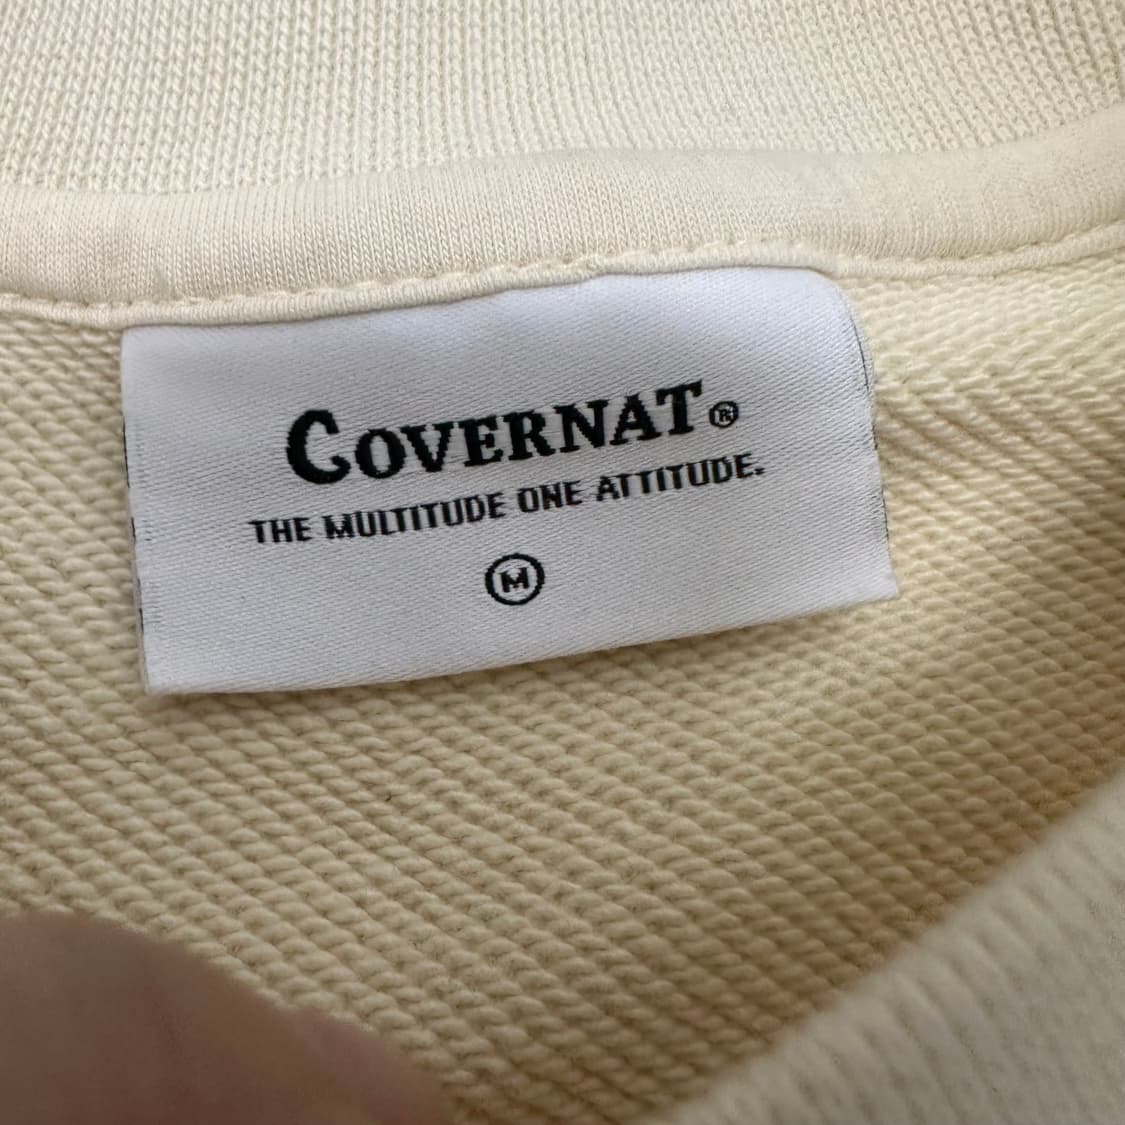 COVERNAT®
THE MULTITUDE ONE ATTITUDE.
M